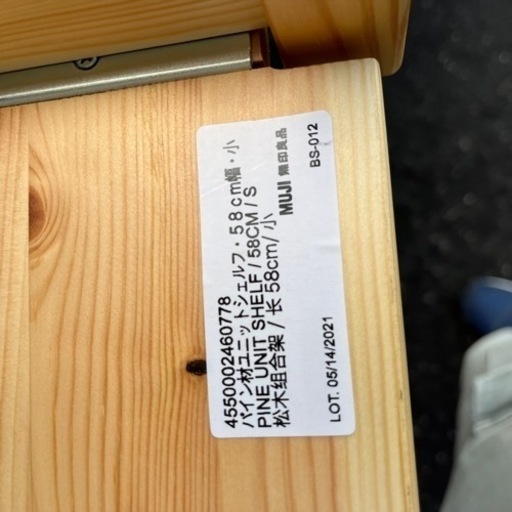 4550002460778
パイン材ユニットシェルフ・58cm幅・小
PINE UNIT SHELF / 58CM / S
松木组合架 / 长 58cm/ 小
MUJI 無印良品
LOT. 05/14/2021
BS-012